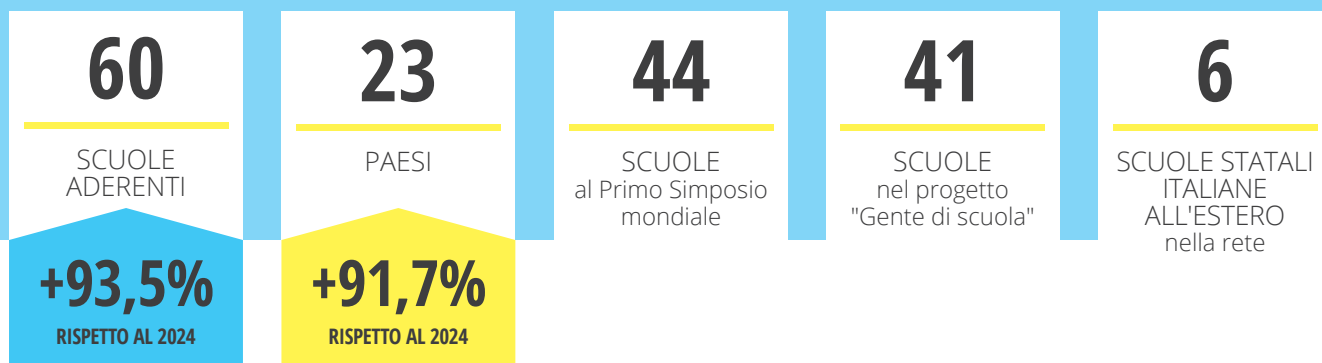 60
SCUOLE
ADERENTI
+93,5%
RISPETTO AL 2024
23
PAESI
+91,7%
RISPETTO AL 2024
44
SCUOLE
al Primo Simposio
mondiale
41
SCUOLE
nel progetto
"Gente di scuola"
6
SCUOLE STATALI
ITALIANE
ALL'ESTERO
nella rete